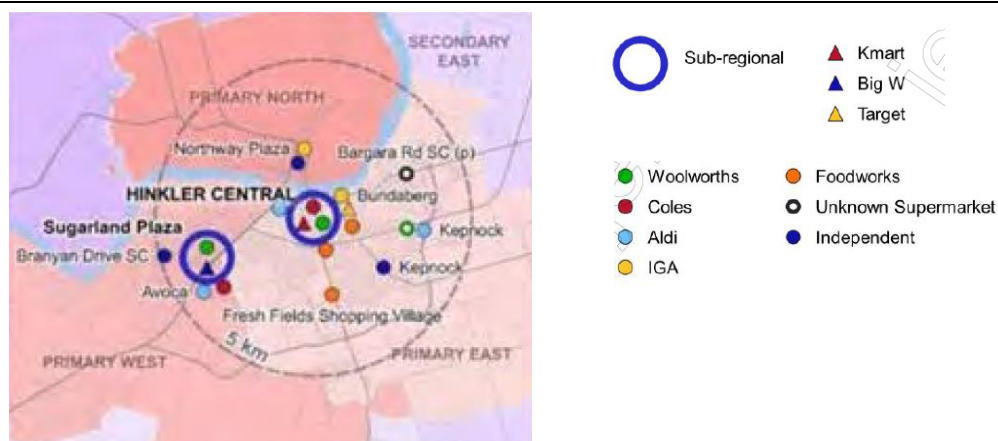 SECONDARY
EAST
PRIMARY NORTH
Northway Plaza
Bargara Rd SC (p)
HINKLER CENTRAL
Bundaberg
Sugarland Plaza
Kepnock
Branyan Drive SC
Kepnock
Avoca
Fresh Fields Shopping Village
5 km
PRIMARY EAST
PRIMARY WEST
Sub-regional
Kmart
Big W
Target
Woolworths
Foodworks
Coles
Unknown Supermarket
Aldi
Independent
IGA